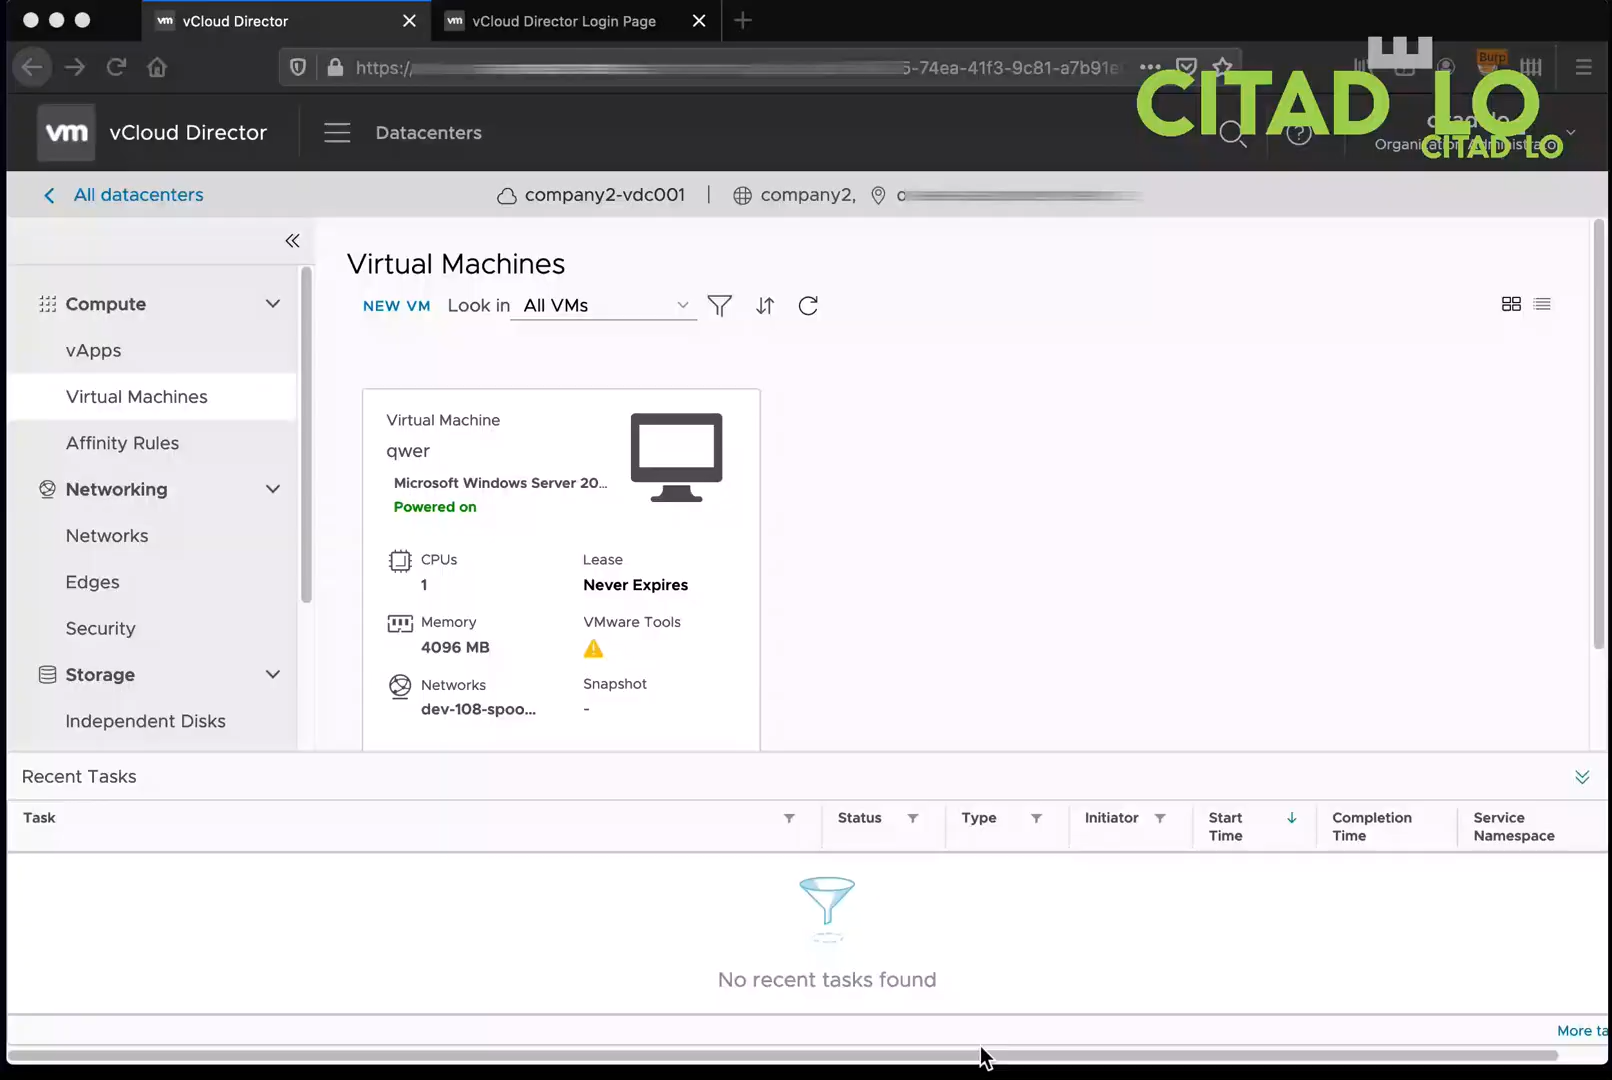 vm vCloud Director
vm vCloud Director Login Page
https://
5-74ea-41f3-9c81-a7b91e
Burp
CITAD LO
vm vCloud Director
Datacenters
CITAD LO
All datacenters
company2-vdc001 | company2,
Compute
vApps
Virtual Machines
Affinity Rules
Networking
Networks
Edges
Security
Storage
Independent Disks
Virtual Machines
NEW VM Look in All VMs
Virtual Machine
qwer
Microsoft Windows Server 20...
Powered on
CPUs
1
Lease
Never Expires
Memory
4096 MB
VMware Tools
Networks
dev-108-spoo...
Snapshot
-
Recent Tasks
Task Status Type Initiator Start Time Completion Time Service Namespace
No recent tasks found
More ta